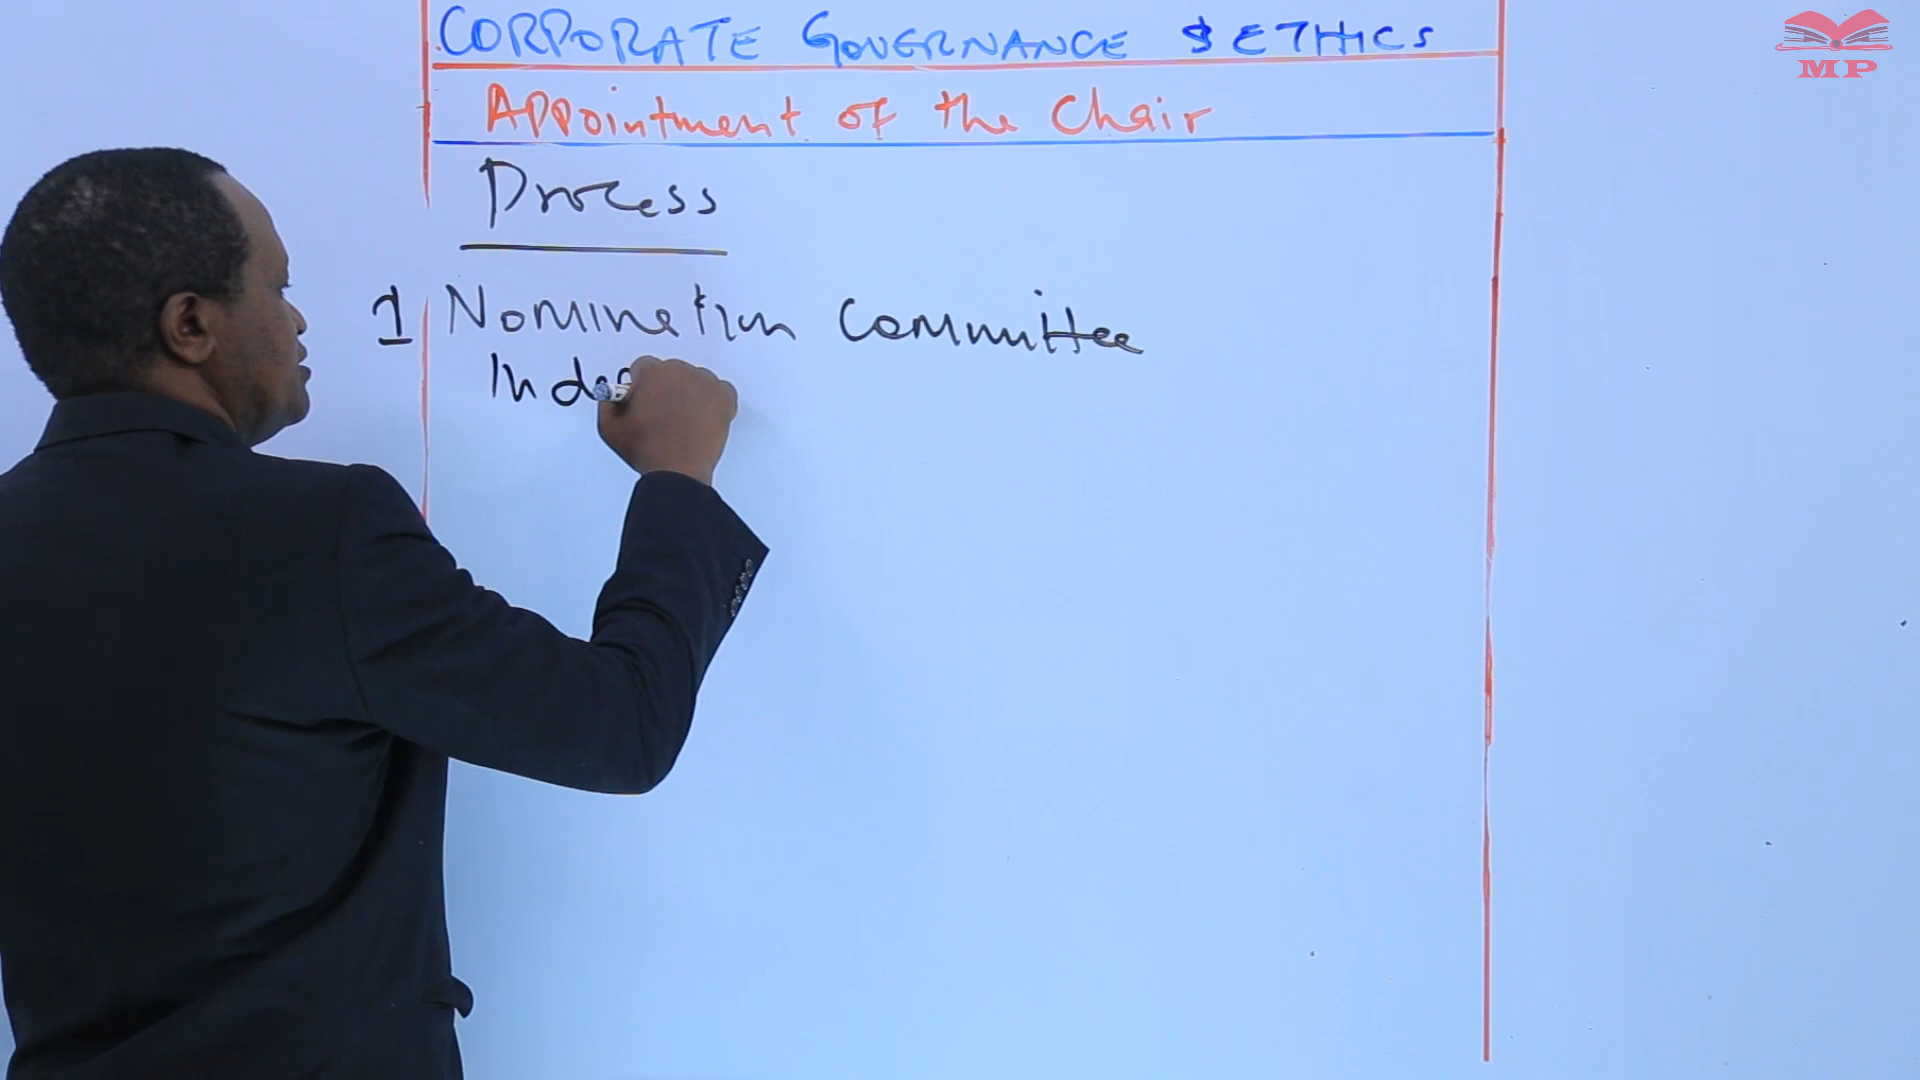 CORPORATE GOVERNANCE & ETHICS
Appointment of the Chair
Process
1 Nomination Committee
Inde
MP